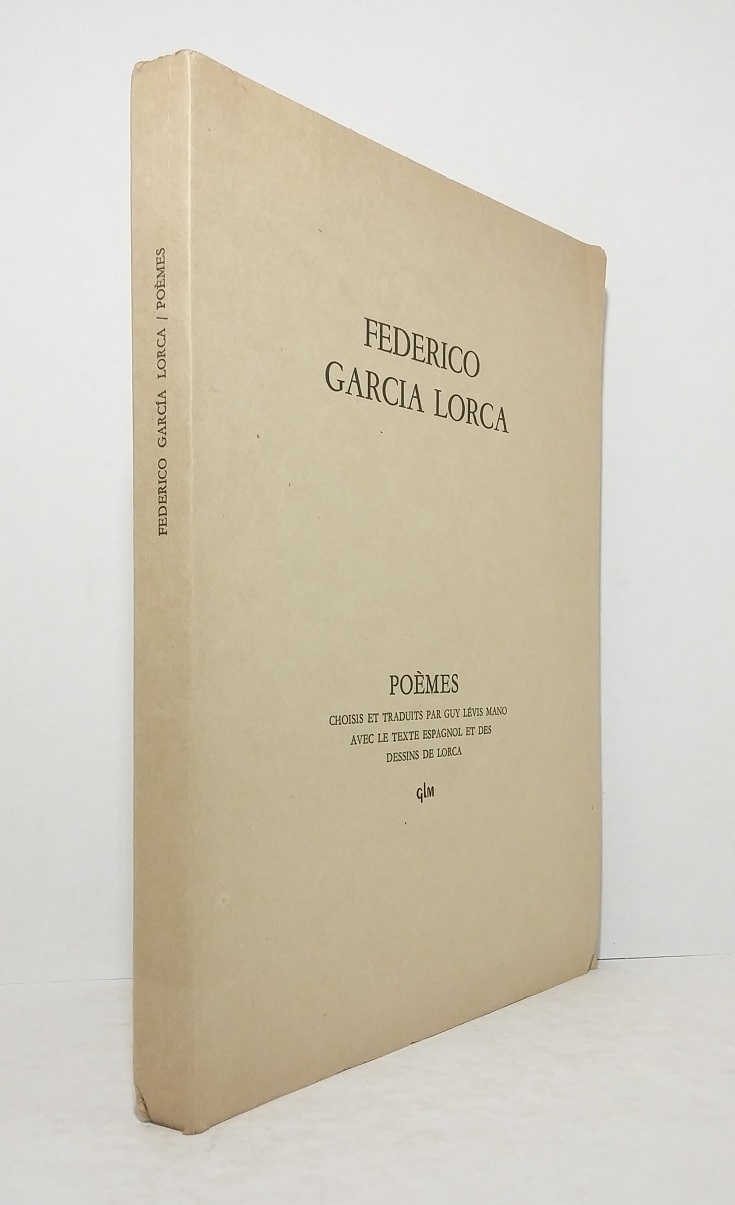 FEDERICO GARCÍA LORCA / POÈMES
FEDERICO
GARCIA LORCA
POÈMES
CHOISIS ET TRADUITS PAR GUY LÉVIS MANO
AVEC LE TEXTE ESPAGNOL ET DES
DESSINS DE LORCA
GLM